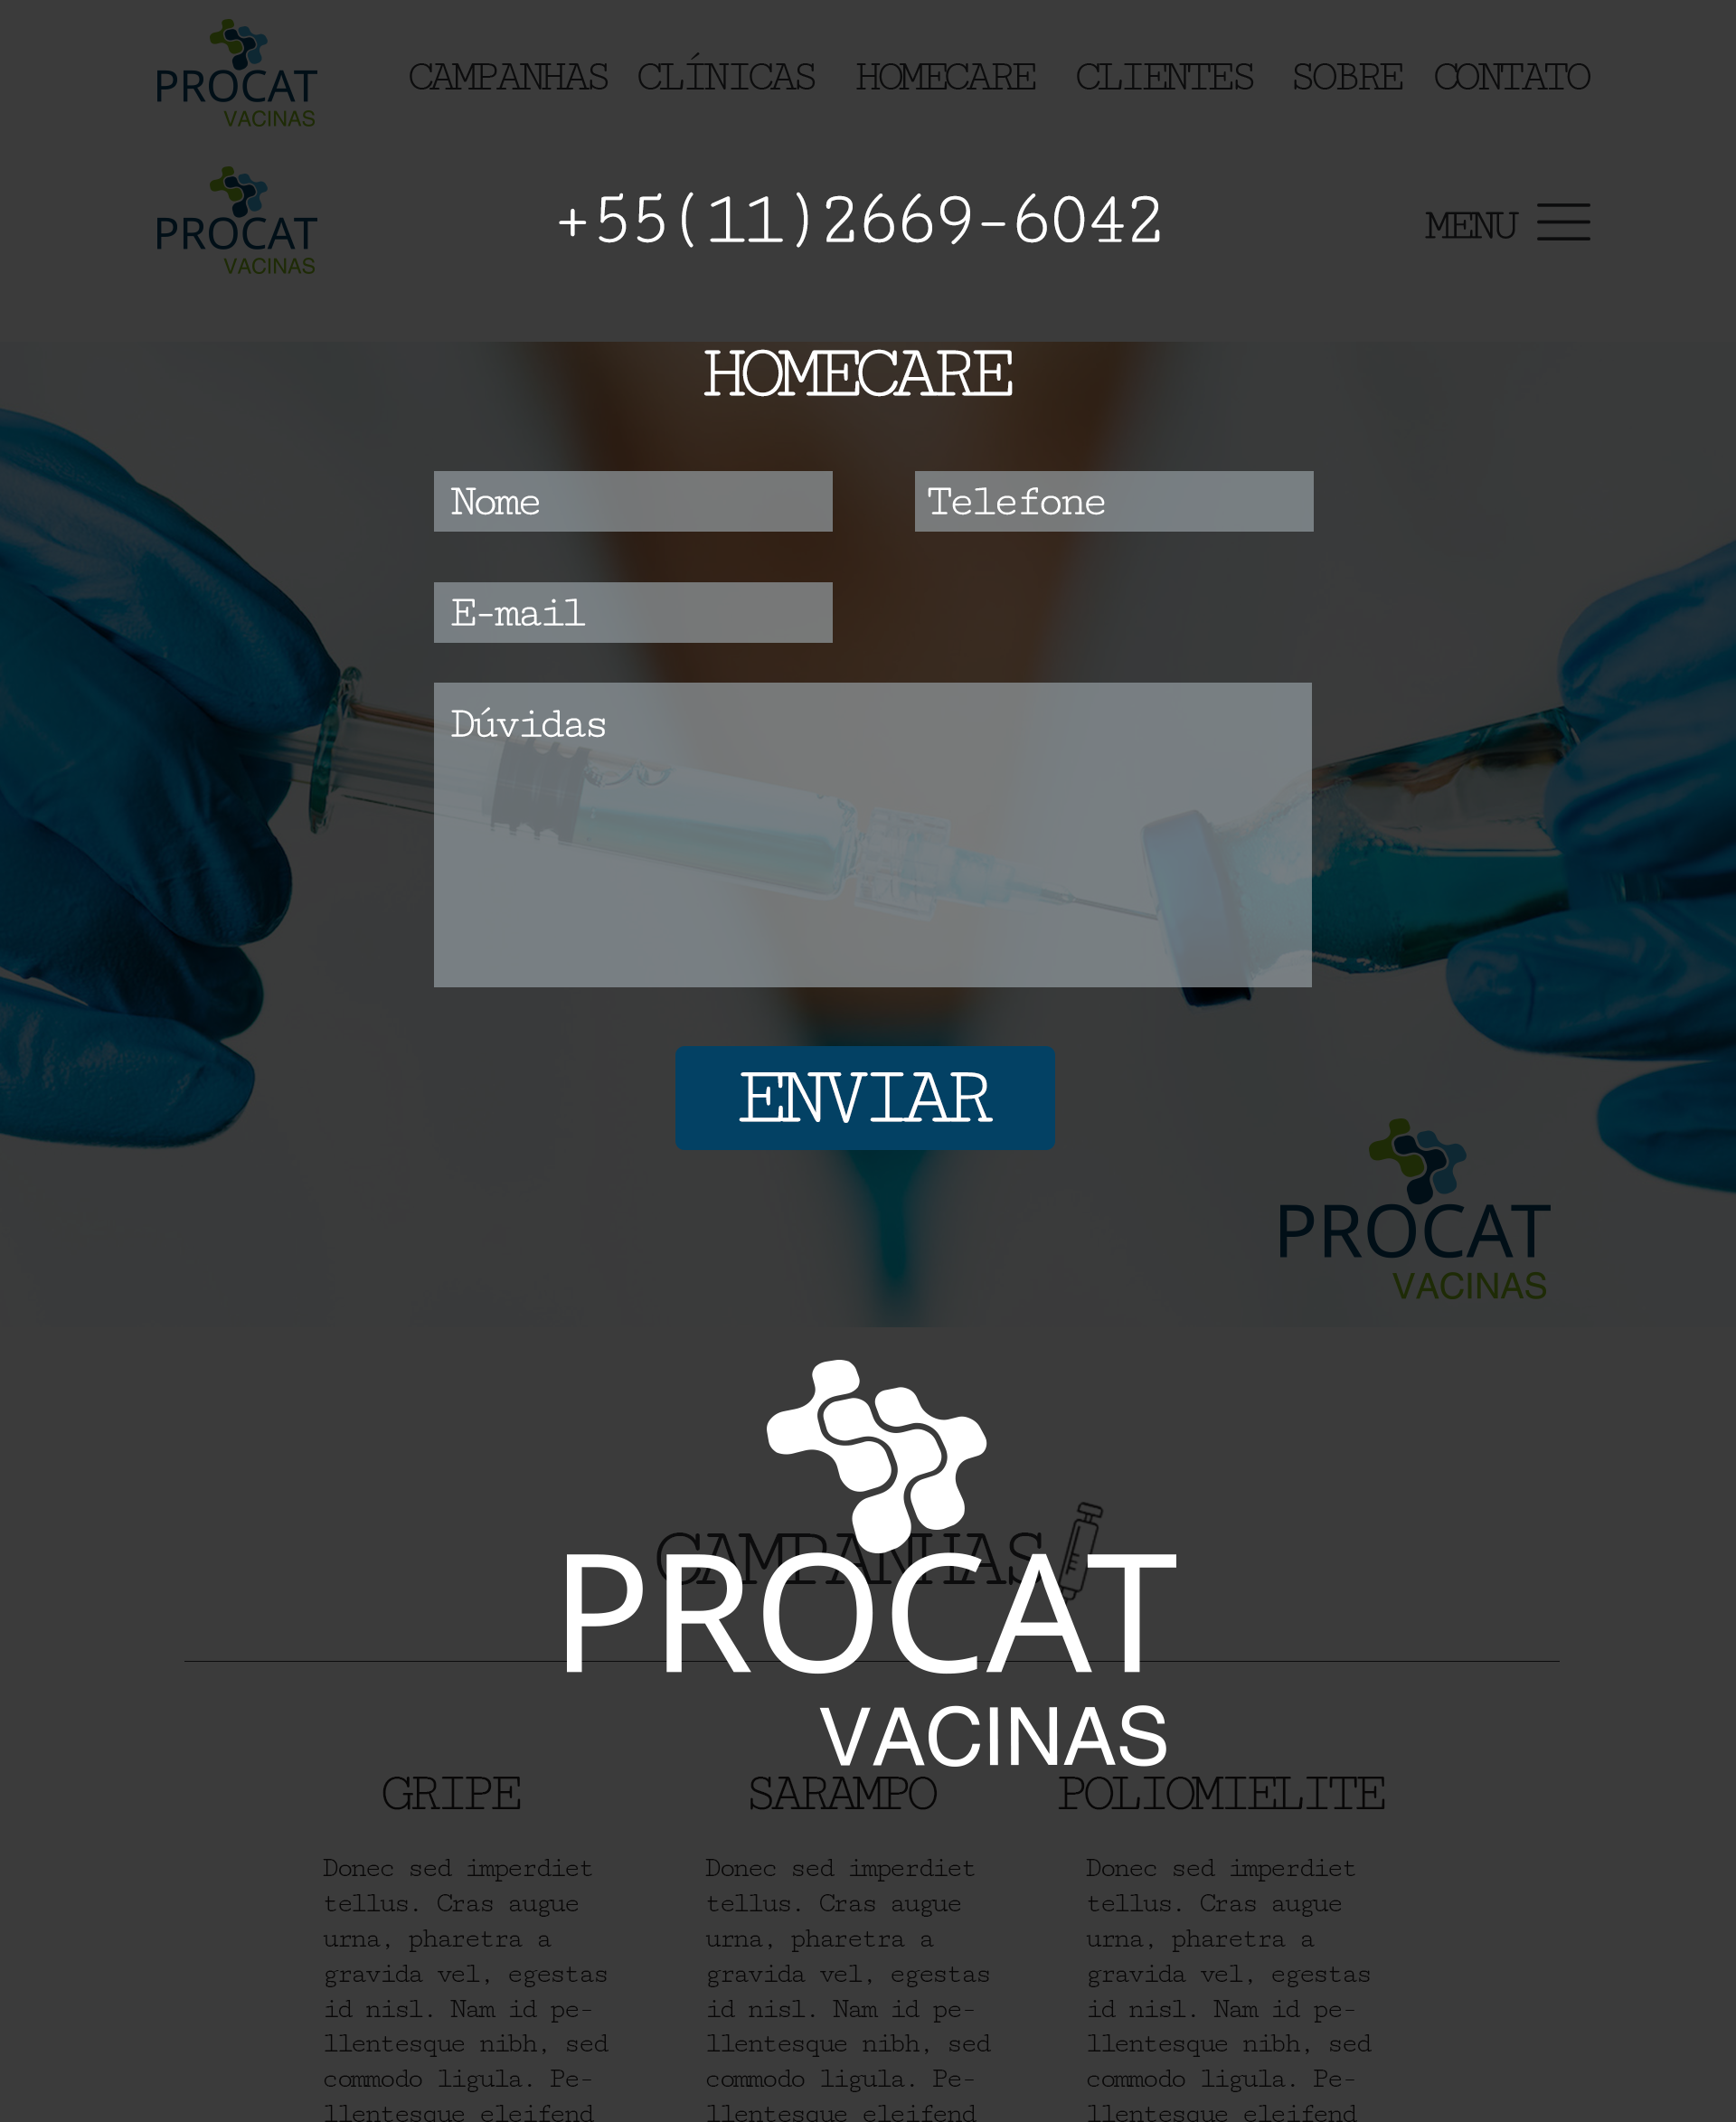 PROCAT
VACINAS
CAMPANHAS CLÍNICAS HOMECARE CLIENTES SOBRE CONTATO
PROCAT
VACINAS
+55(11)2669-6042
MENU
HOMECARE
Nome
Telefone
E-mail
Dúvidas
ENVIAR
PROCAT
VACINAS
CAMPANHAS
PROCAT
VACINAS
GRIPE
Donec sed imperdiet
tellus. Cras augue
urna, pharetra a
gravida vel, egestas
id nisl. Nam id pe-
llentesque nibh, sed
commodo ligula. Pe-
llentesque eleifend
SARAMPO
Donec sed imperdiet
tellus. Cras augue
urna, pharetra a
gravida vel, egestas
id nisl. Nam id pe-
llentesque nibh, sed
commodo ligula. Pe-
llentesque eleifend
POLIOMIELITE
Donec sed imperdiet
tellus. Cras augue
urna, pharetra a
gravida vel, egestas
id nisl. Nam id pe-
llentesque nibh, sed
commodo ligula. Pe-
llentesque eleifend